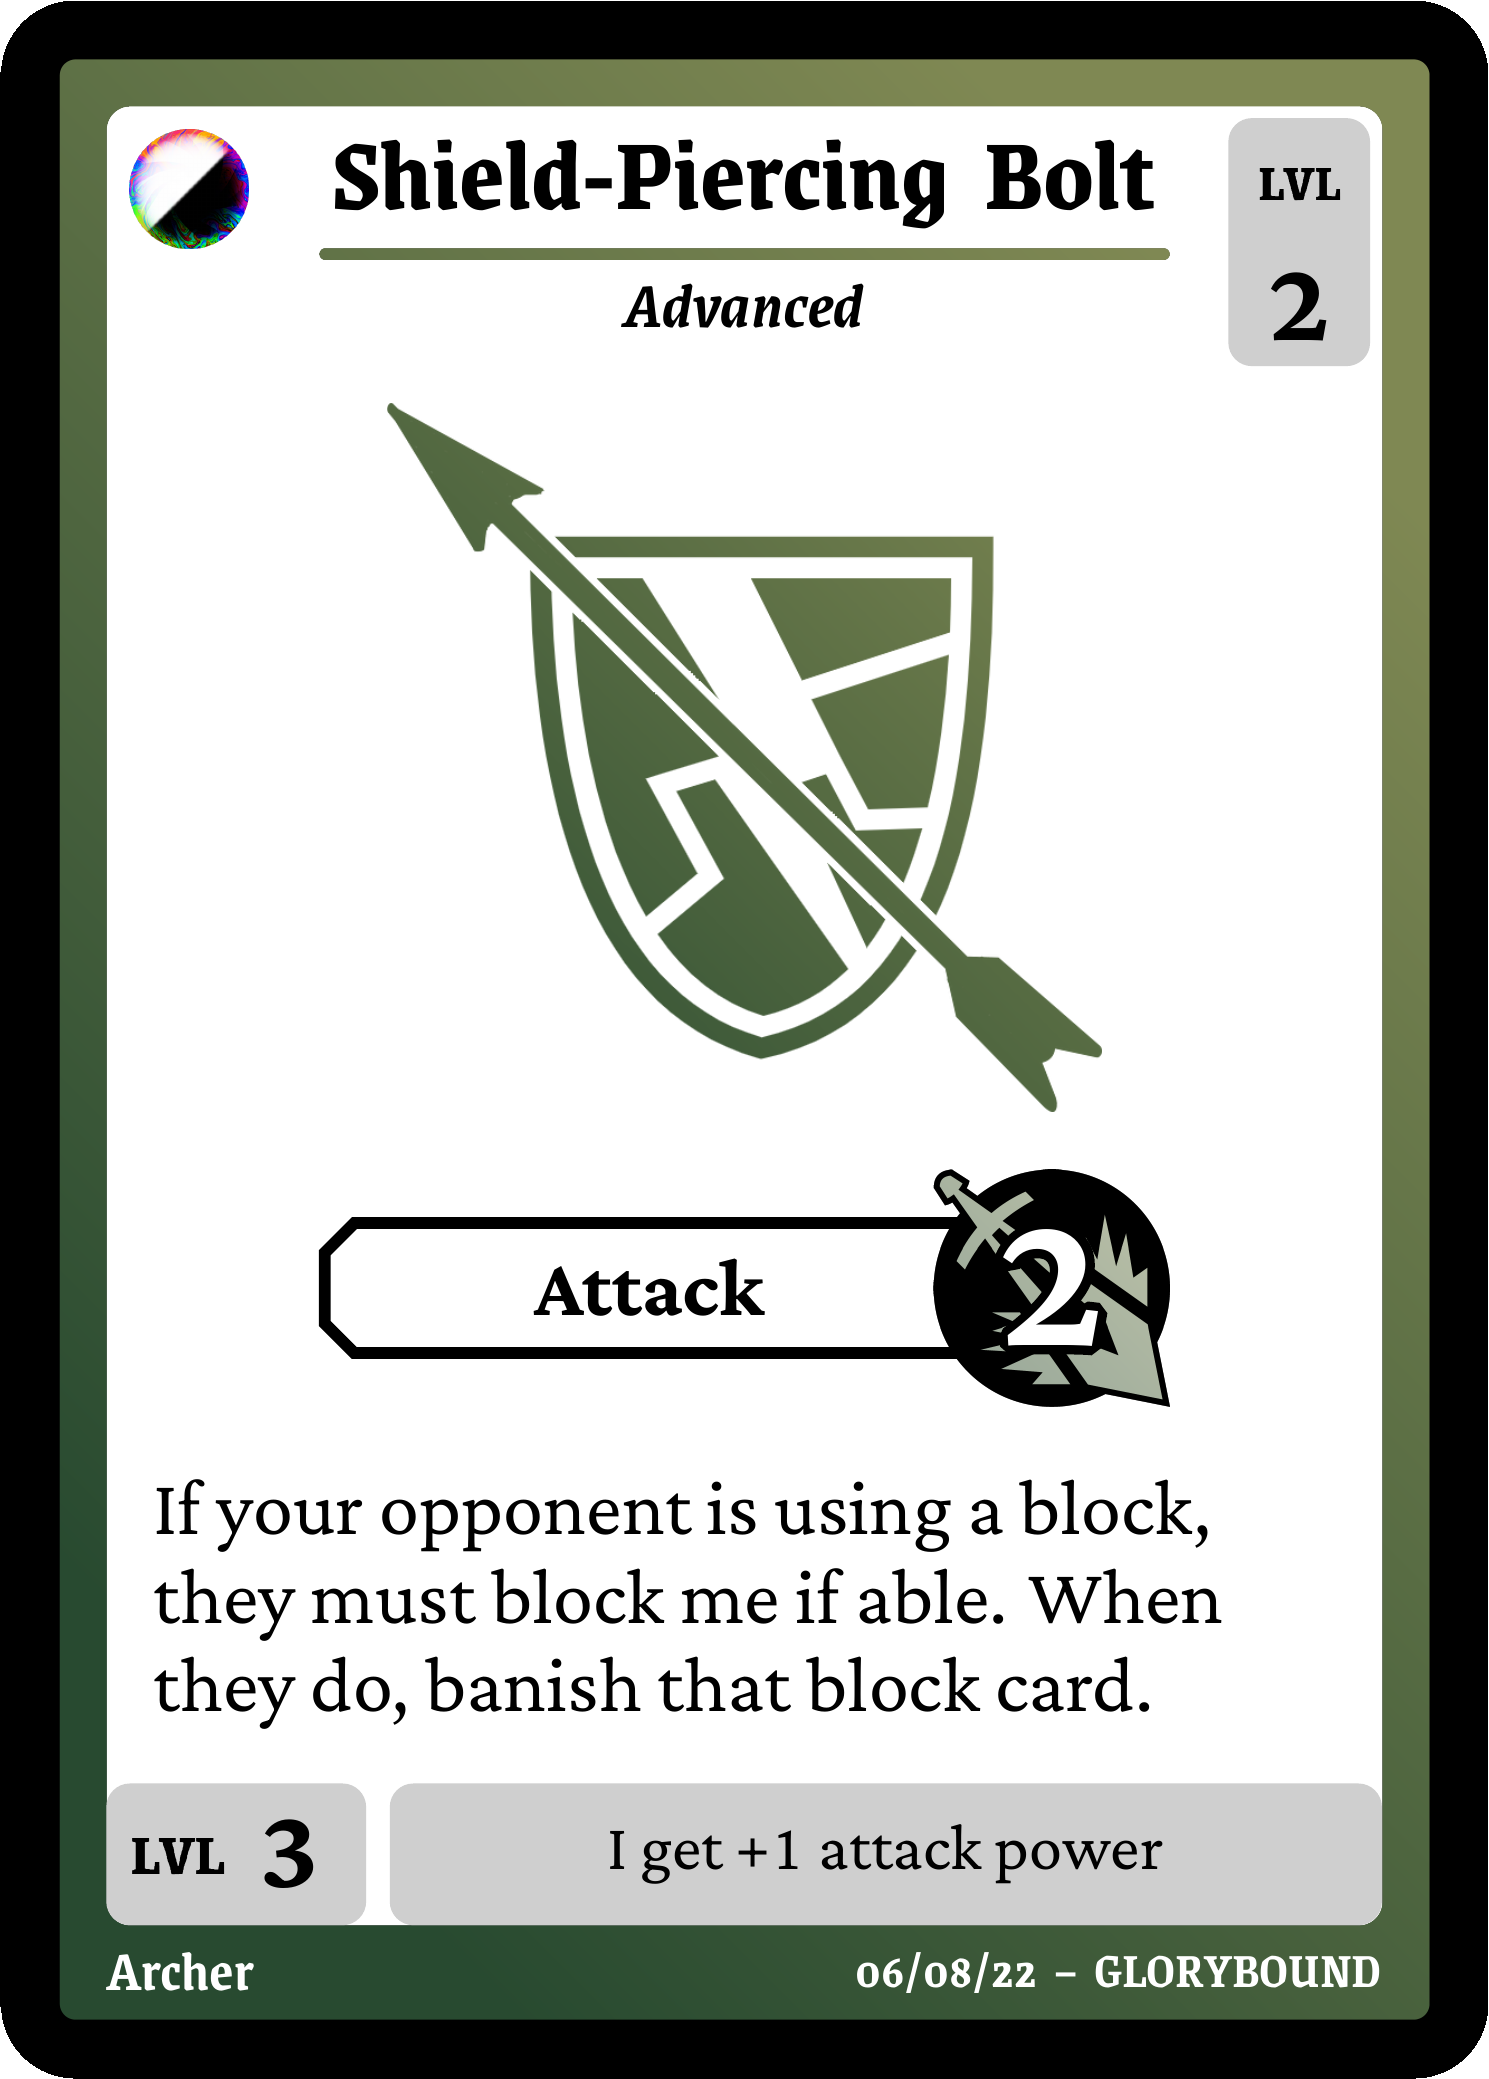 Shield-Piercing Bolt
LVL
2
Advanced
Attack
2
If your opponent is using a block,
they must block me if able. When
they do, banish that block card.
LVL 3
I get +1 attack power
Archer
06/08/22 – GLORYBOUND